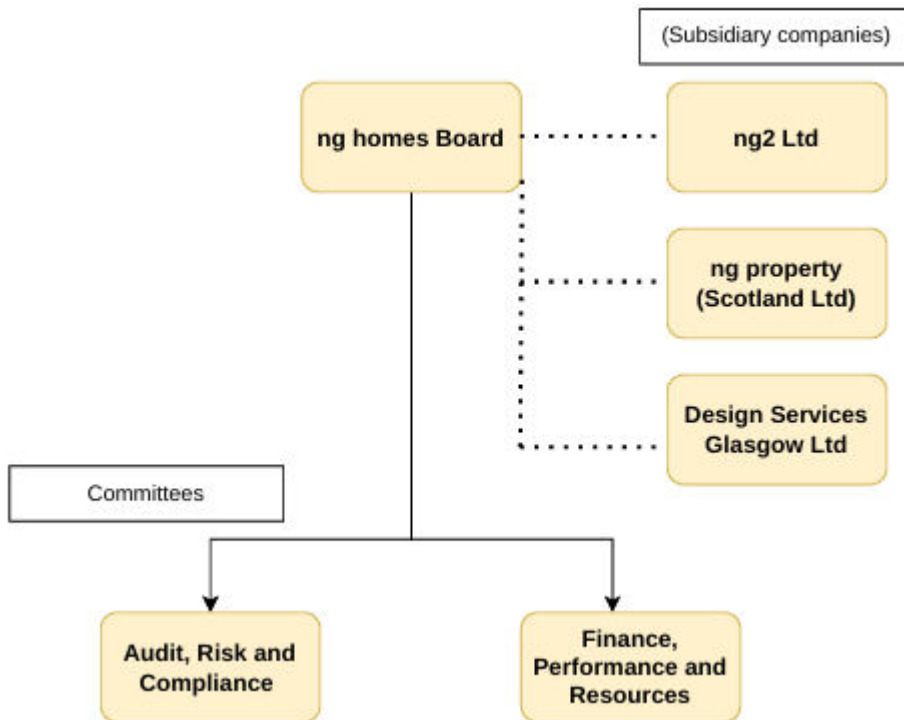 (Subsidiary companies)
ng homes Board
ng2 Ltd
ng property
(Scotland Ltd)
Design Services
Glasgow Ltd
Committees
Audit, Risk and
Compliance
Finance,
Performance and
Resources